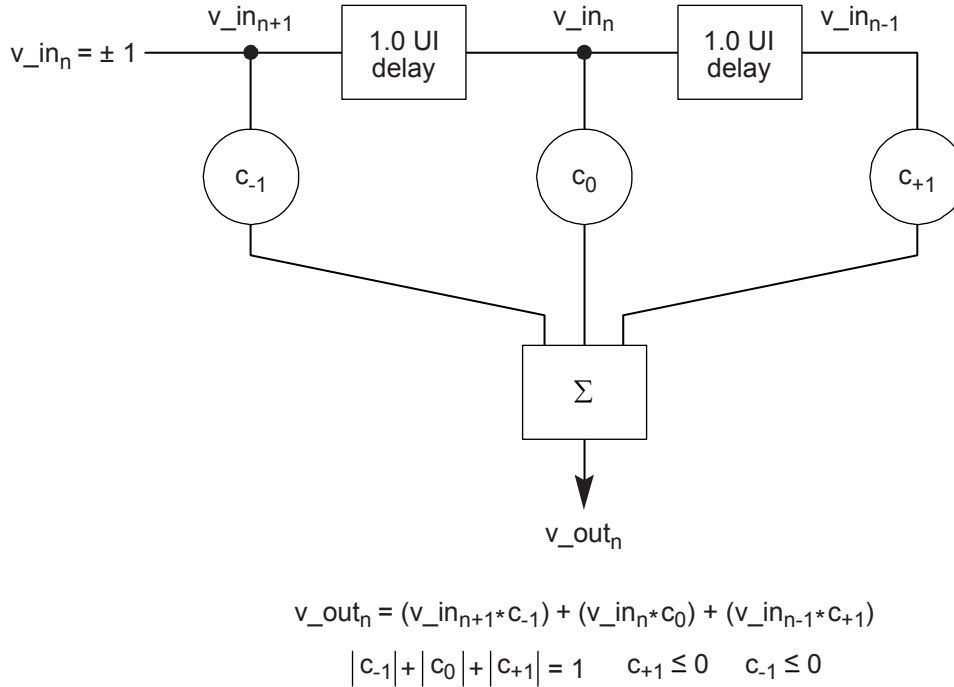 v_inₙ₊₁
v_inₙ
v_inₙ₋₁
v_inₙ = ± 1
1.0 UI
delay
1.0 UI
delay
c₋₁
c₀
c₊₁
Σ
v_outₙ
v_outₙ = (v_inₙ₊₁*c₋₁) + (v_inₙ*c₀) + (v_inₙ₋₁*c₊₁)
|c₋₁| + |c₀| + |c₊₁| = 1 c₊₁ ≤ 0 c₋₁ ≤ 0